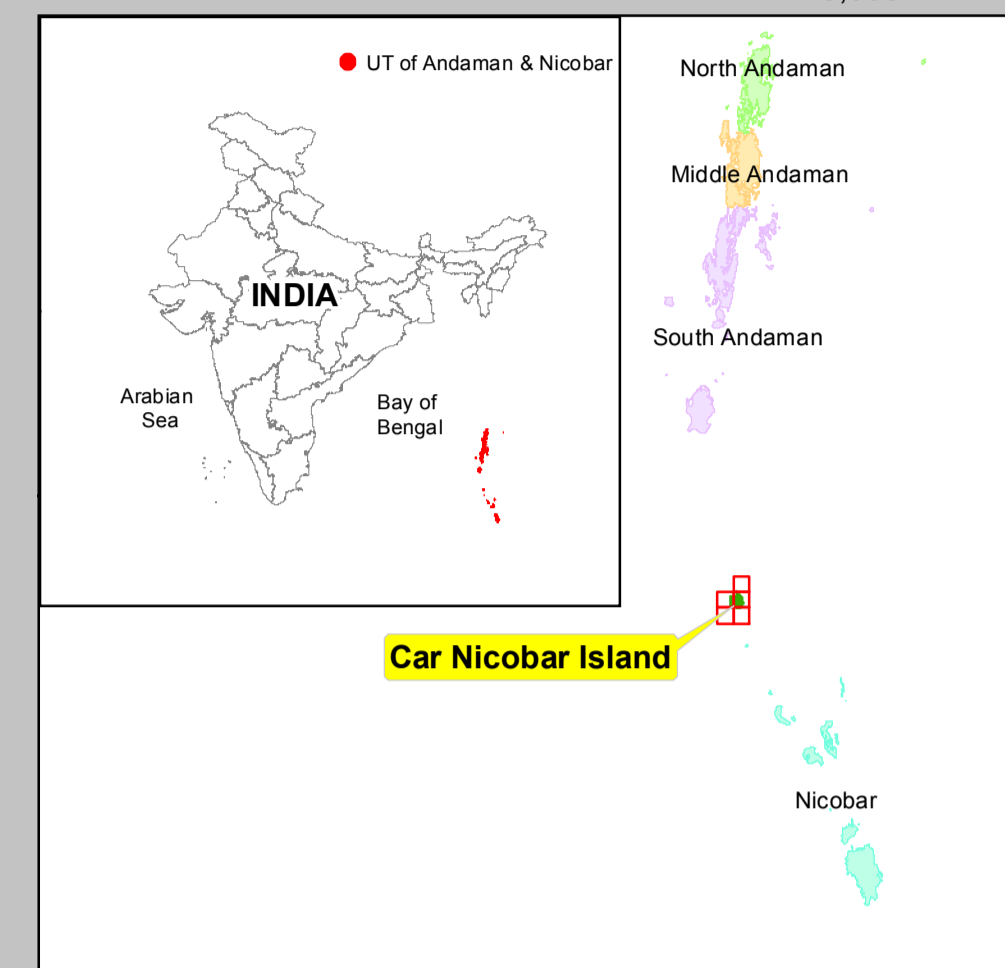 UT of Andaman & Nicobar
INDIA
Arabian
Sea
Bay of
Bengal
North Andaman
Middle Andaman
South Andaman
Car Nicobar Island
Nicobar